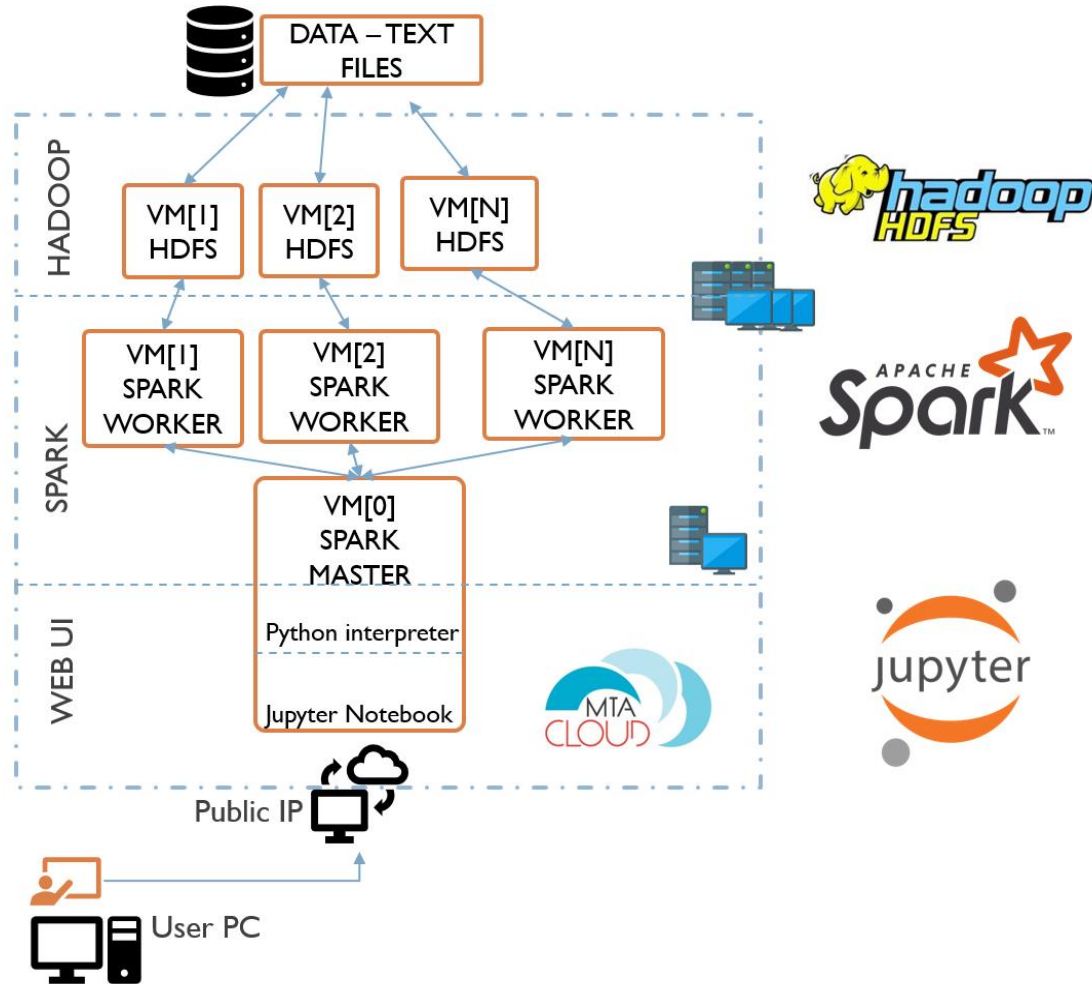 DATA – TEXT
FILES
HADOOP
VM[1]
HDFS
VM[2]
HDFS
VM[N]
HDFS
hadoop
HDFS
SPARK
VM[1]
SPARK
WORKER
VM[2]
SPARK
WORKER
VM[N]
SPARK
WORKER
APACHE
Spark™
VM[0]
SPARK
MASTER
WEB UI
Python interpreter
Jupyter Notebook
MTA
CLOUD
jupyter
Public IP
User PC